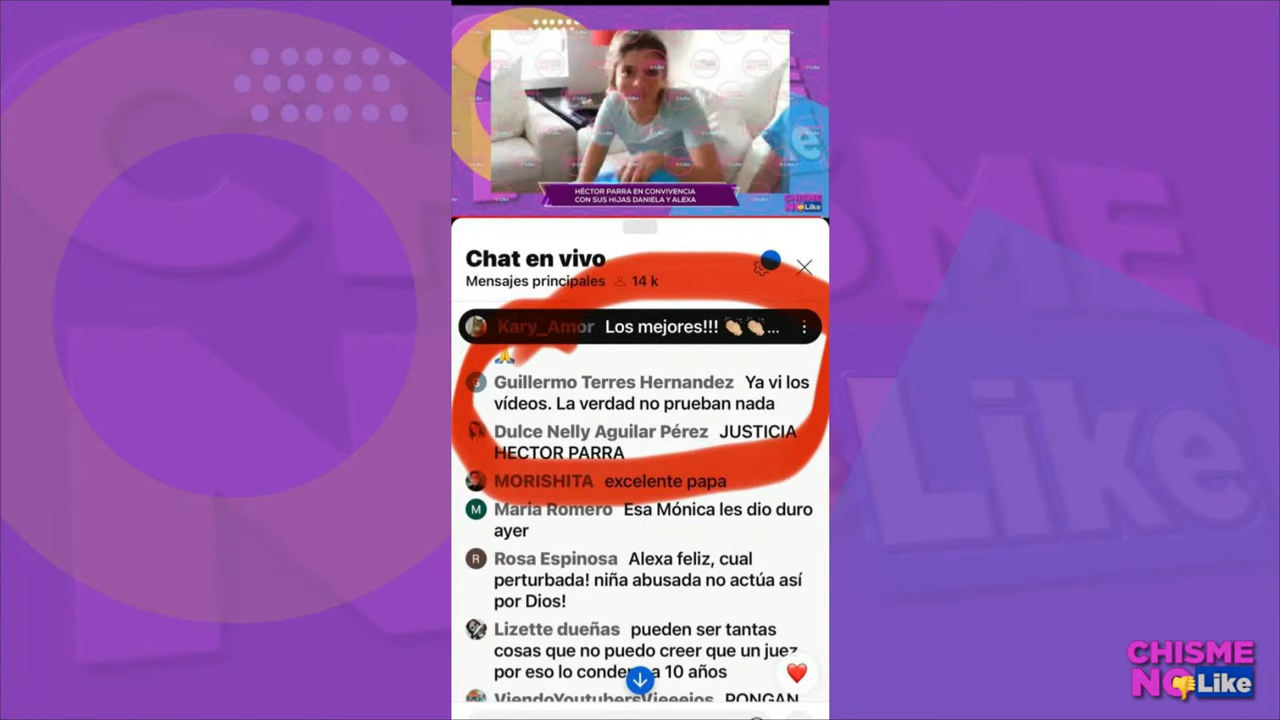 HÉCTOR PARRA EN CONVIVENCIA
CON SUS HIJAS DANIELA Y ALEXA
CHISME
NO Like
Chat en vivo
Mensajes principales 14 k
Kary_Amor Los mejores!!! 👏🏻👏🏻...
🙏
G Guillermo Terres Hernandez Ya vi los
vídeos. La verdad no prueban nada
Dulce Nelly Aguilar Pérez JUSTICIA
HECTOR PARRA
MORISHITA excelente papa
M Maria Romero Esa Mónica les dio duro
ayer
R Rosa Espinosa Alexa feliz, cual
perturbada! niña abusada no actúa así
por Dios!
Lizette dueñas pueden ser tantas
cosas que no puedo creer que un juez
por eso lo conden a 10 años
PONGAN
CHISME
NO Like